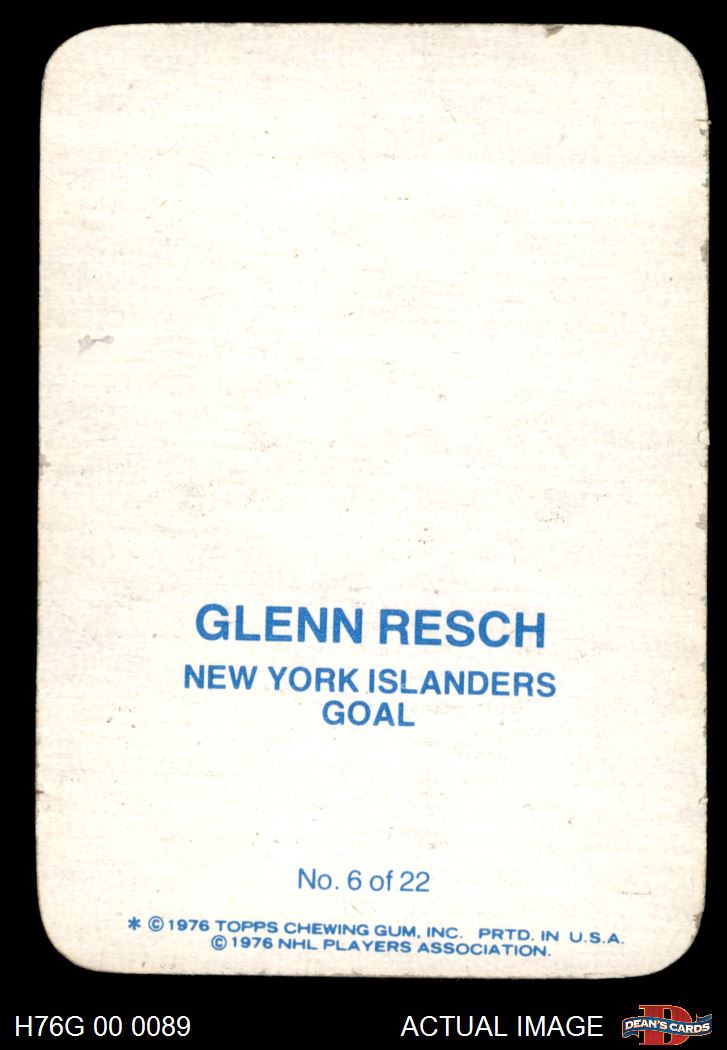 GLENN RESCH
NEW YORK ISLANDERS
GOAL
No. 6 of 22
* © 1976 TOPPS CHEWING GUM, INC. PRTD. IN U.S.A.
© 1976 NHL PLAYERS ASSOCIATION.
H76G 00 0089 ACTUAL IMAGE D DEAN'S CARDS